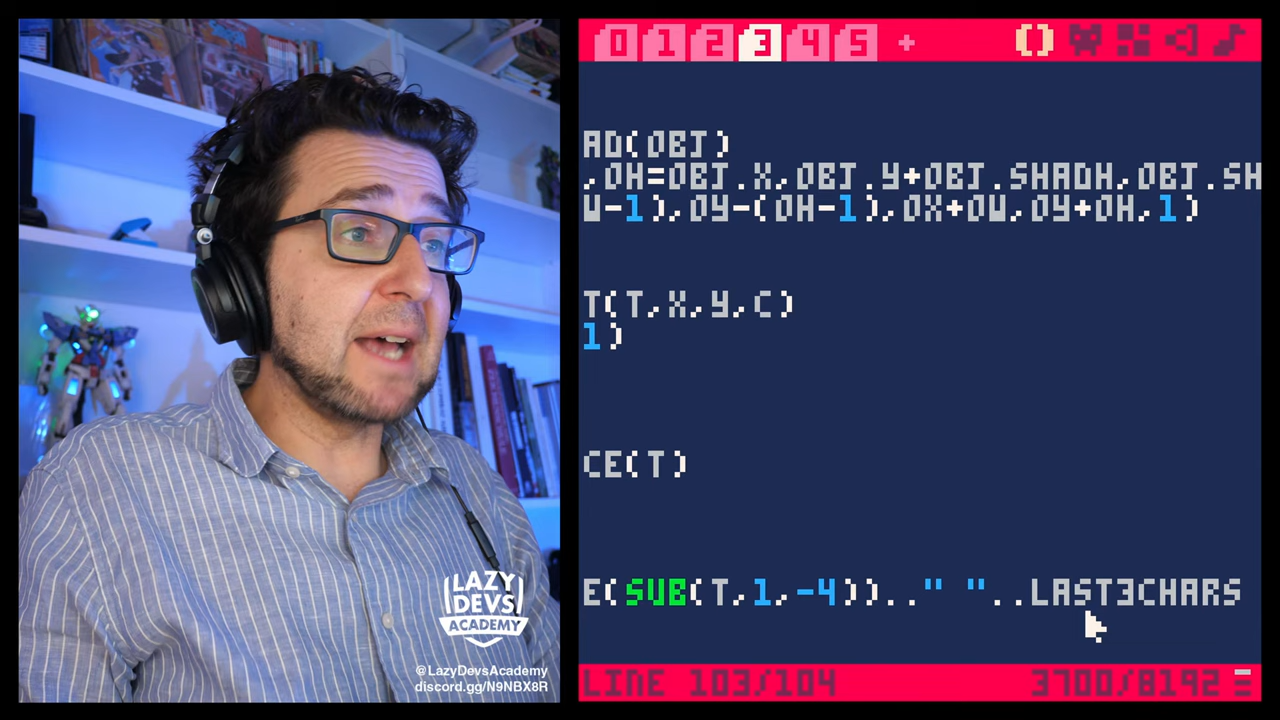 0 1 2 3 4 5 +
AD(OBJ)
,OH=OBJ.X,OBJ.Y+OBJ.SHADH,OBJ.SH
W-1),OY-(OH-1),OX+OW,OY+OH,1)
T(T,X,Y,C)
1)
CE(T)
E(SUB(T,1,-4)).." "..LAST3CHARS
LINE 103/104
3700/8192
LAZY
DEVS
ACADEMY
@LazyDevsAcademy
discord.gg/N9NBX8R